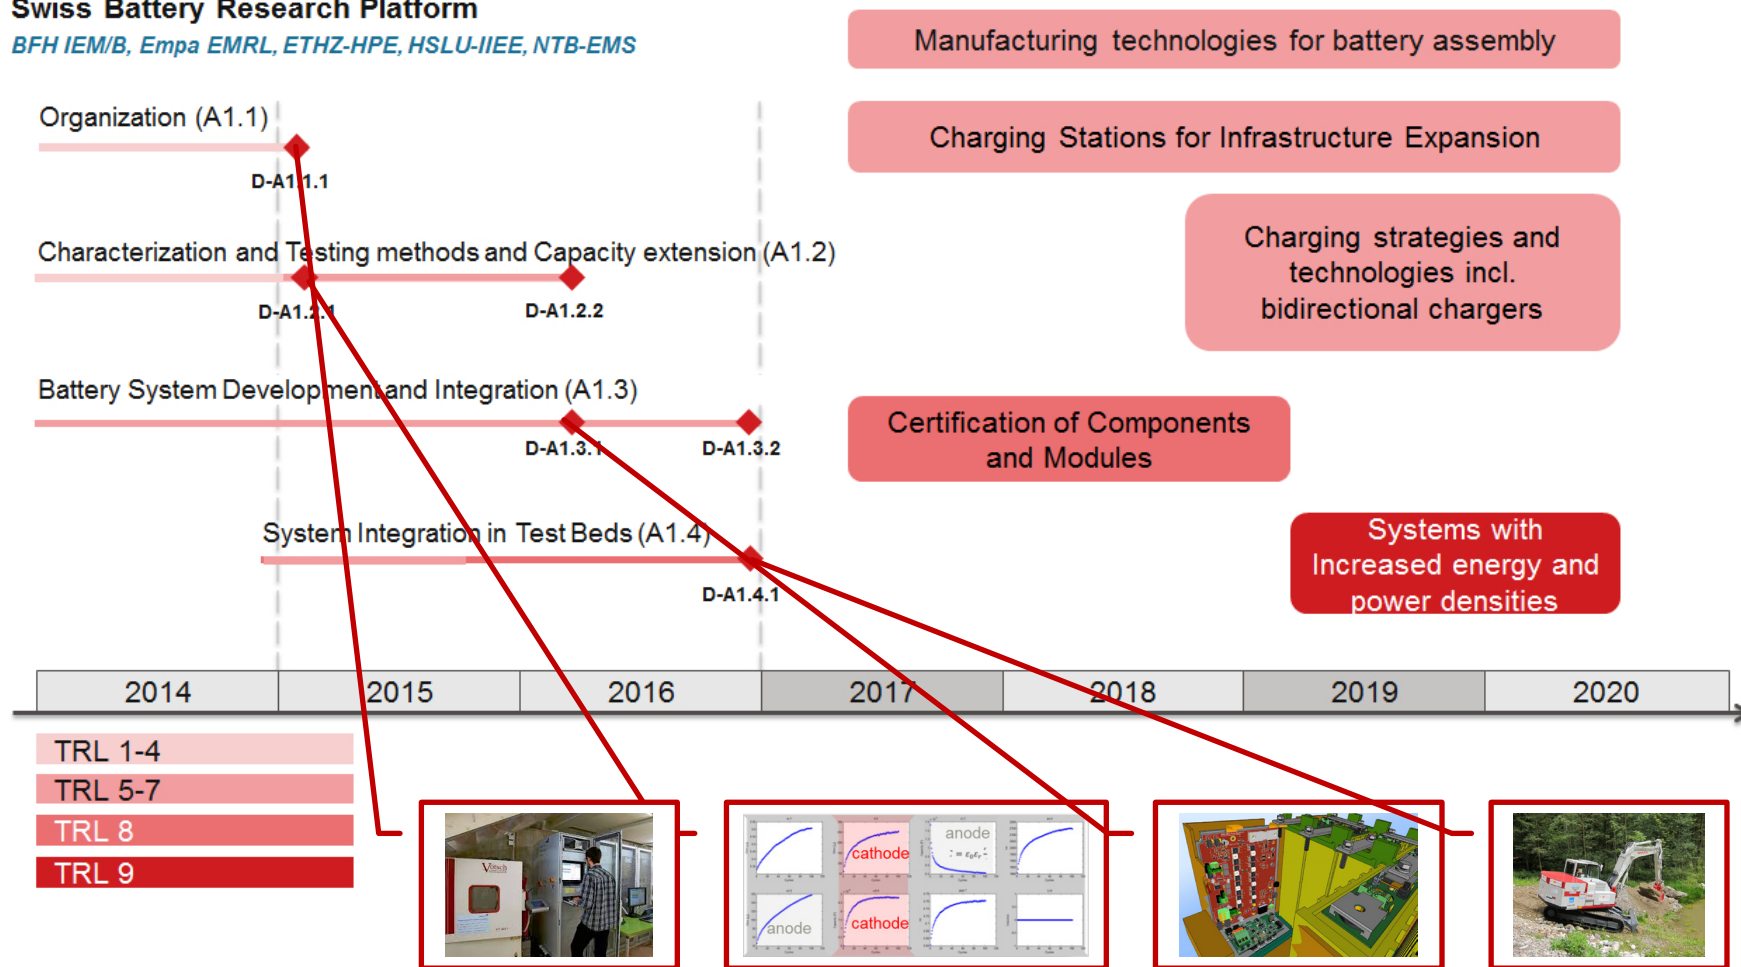 Swiss Battery Research Platform
BFH IEM/B, Empa EMRL, ETHZ-HPE, HSLU-IIEE, NTB-EMS
Manufacturing technologies for battery assembly
Organization (A1.1)
D-A1.1.1
Charging Stations for Infrastructure Expansion
Characterization and Testing methods and Capacity extension (A1.2)
D-A1.2.1
D-A1.2.2
Charging strategies and
technologies incl.
bidirectional chargers
Battery System Development and Integration (A1.3)
D-A1.3.1
D-A1.3.2
Certification of Components
and Modules
System Integration in Test Beds (A1.4)
D-A1.4.1
Systems with
Increased energy and
power densities
2014 2015 2016 2017 2018 2019 2020
TRL 1-4
TRL 5-7
TRL 8
TRL 9
cathode
anode
anode
cathode